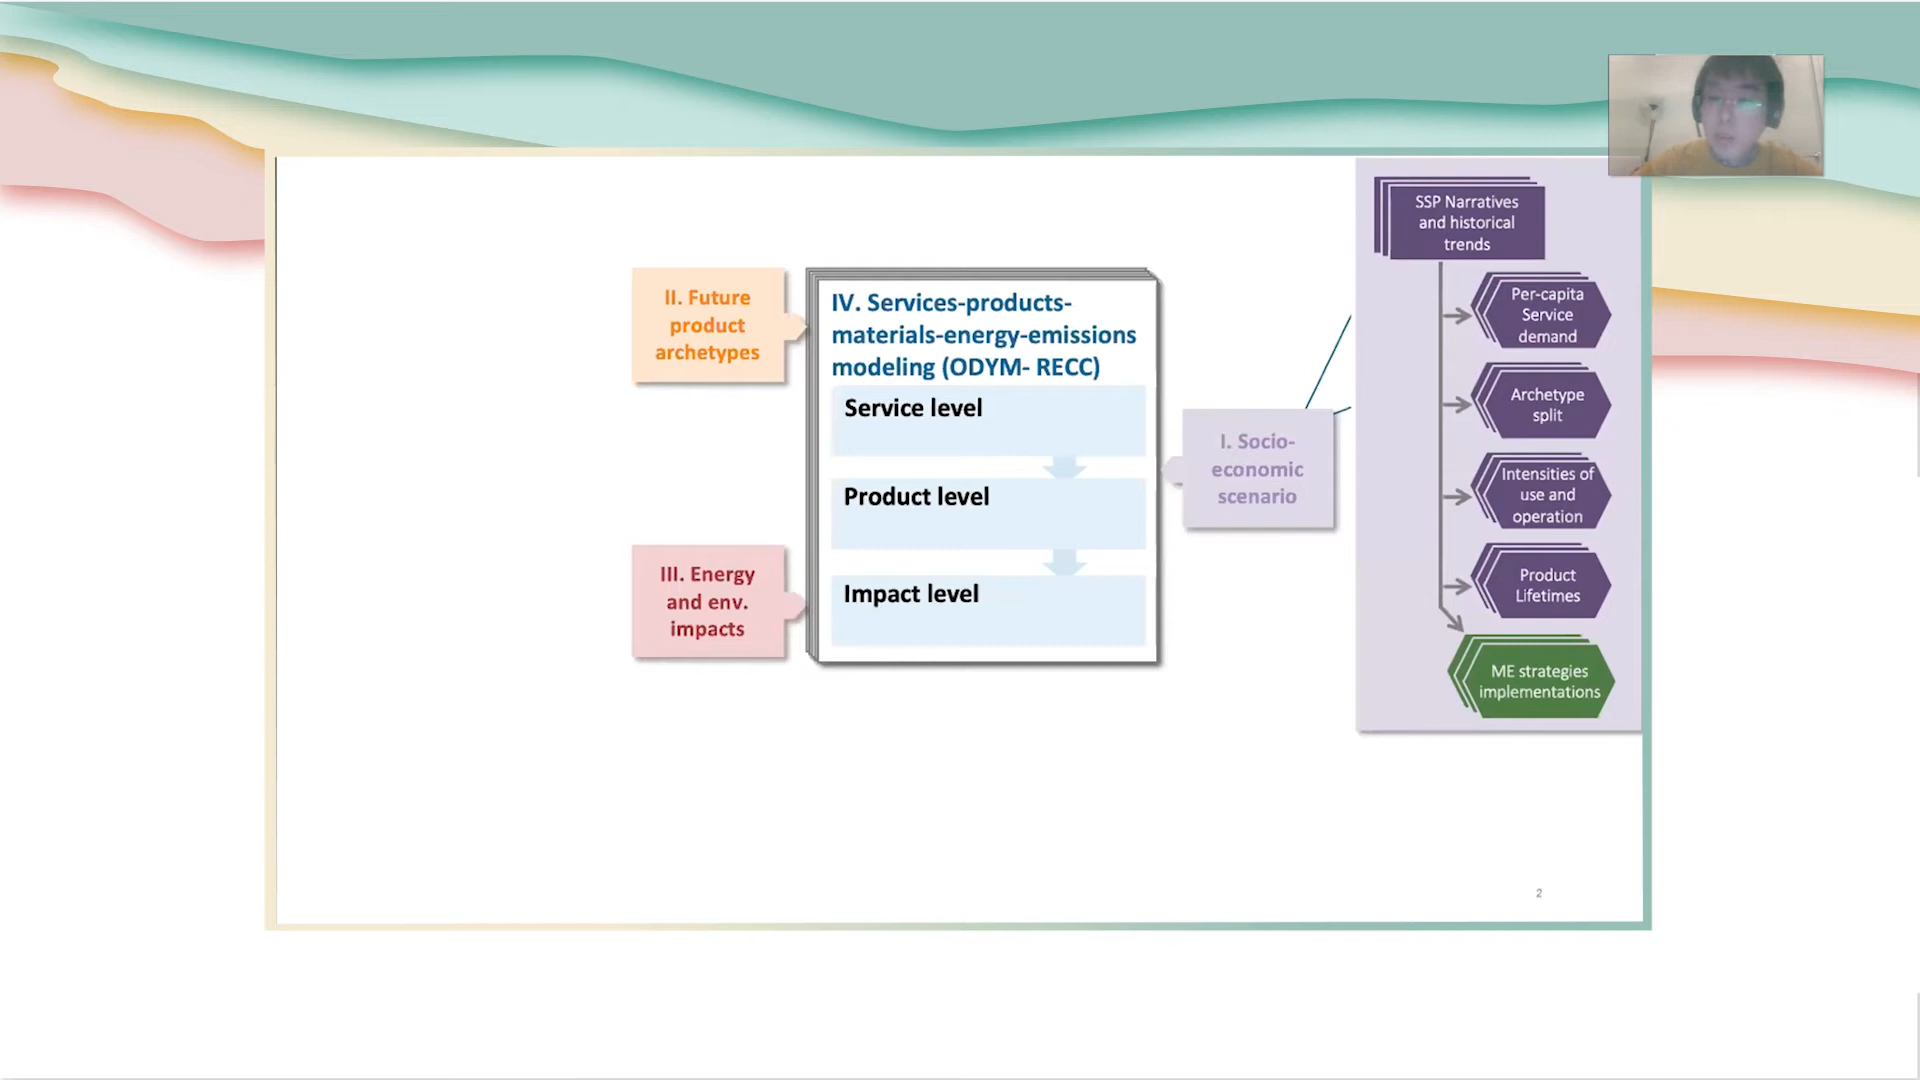 II. Future
product
archetypes
III. Energy
and env.
impacts
IV. Services-products-
materials-energy-emissions
modeling (ODYM- RECC)
Service level
Product level
Impact level
I. Socio-
economic
scenario
SSP Narratives
and historical
trends
Per-capita
Service
demand
Archetype
split
Intensities of
use and
operation
Product
Lifetimes
ME strategies
implementations
2